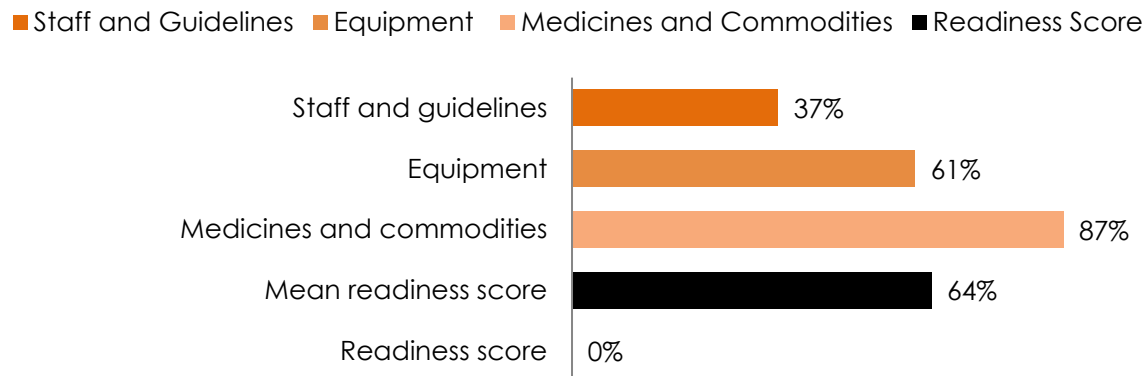 Staff and Guidelines Equipment Medicines and Commodities Readiness Score
Staff and guidelines 37%
Equipment 61%
Medicines and commodities 87%
Mean readiness score 64%
Readiness score 0%